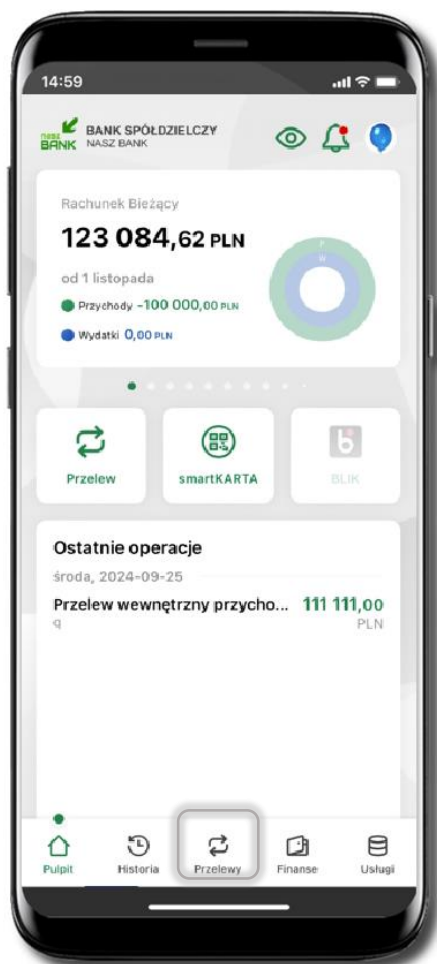 14:59
nasz
BANK
BANK SPÓŁDZIELCZY
NASZ BANK
Rachunek Bieżący
123 084,62 PLN
od 1 listopada
Przychody -100 000,00 PLN
Wydatki 0,00 PLN
P
W
Przelew
smartKARTA
BLIK
Ostatnie operacje
środa, 2024-09-25
Przelew wewnętrzny przycho... 111 111,00
q PLN
Pulpit Historia Przelewy Finanse Usługi